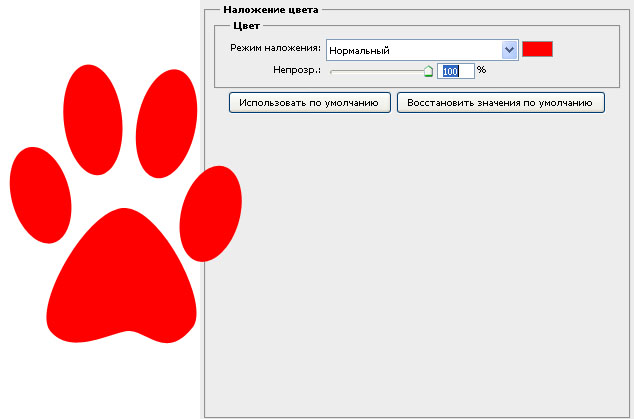 Наложение цвета
Цвет
Режим наложения: Нормальный
Непрозр.: 100 %
Использовать по умолчанию Восстановить значения по умолчанию